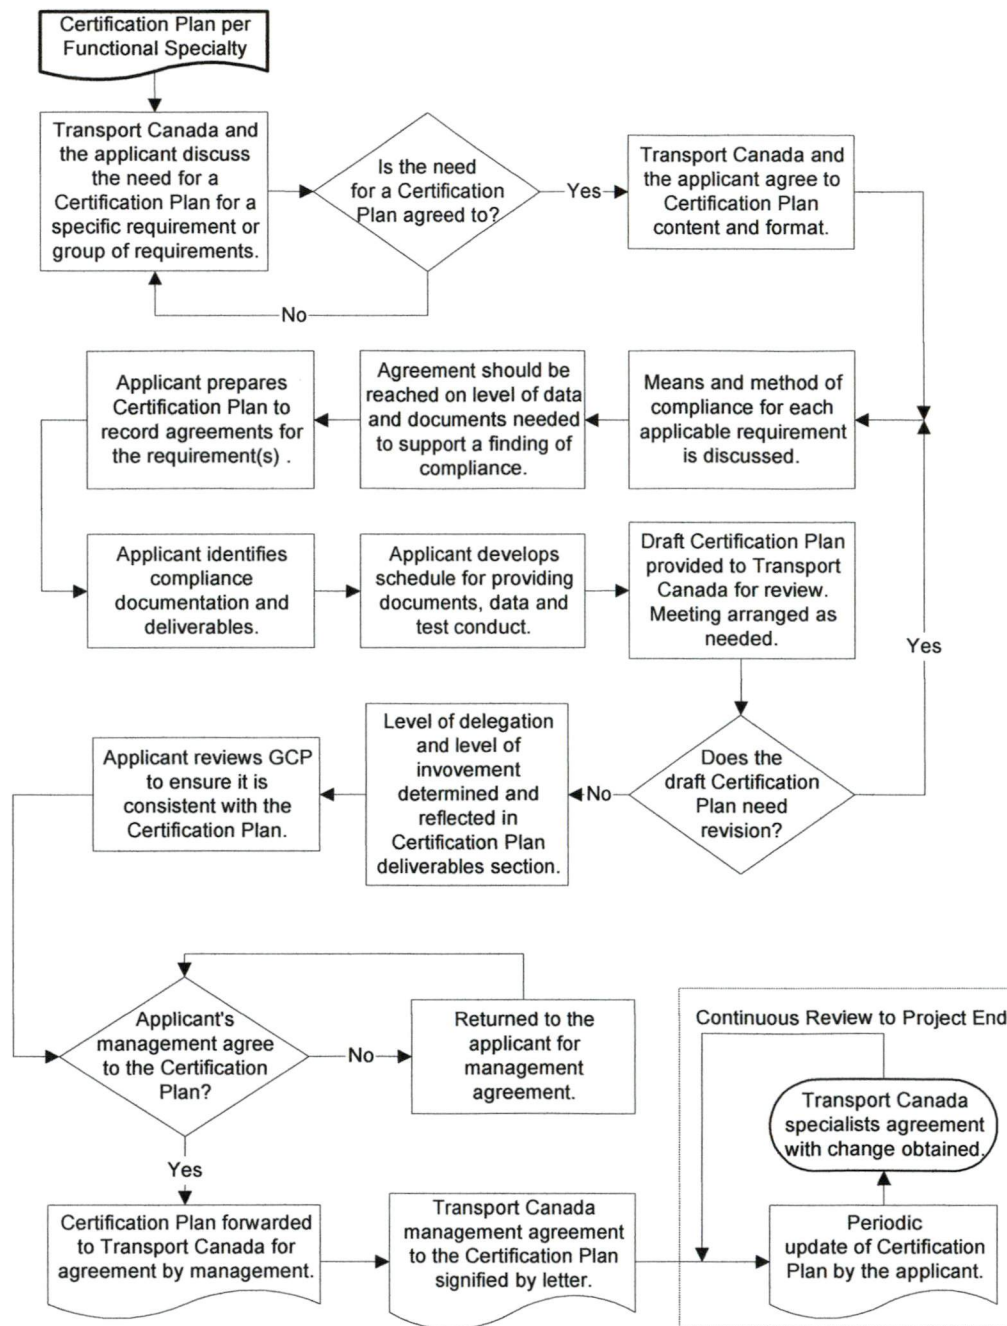 Certification Plan per
Functional Specialty
Transport Canada and
the applicant discuss
the need for a
Certification Plan for a
specific requirement or
group of requirements.
Is the need
for a Certification
Plan agreed to?
Yes
Transport Canada and
the applicant agree to
Certification Plan
content and format.
No
Applicant prepares
Certification Plan to
record agreements for
the requirement(s) .
Agreement should be
reached on level of data
and documents needed
to support a finding of
compliance.
Means and method of
compliance for each
applicable requirement
is discussed.
Applicant identifies
compliance
documentation and
deliverables.
Applicant develops
schedule for providing
documents, data and
test conduct.
Draft Certification Plan
provided to Transport
Canada for review.
Meeting arranged as
needed.
Yes
Applicant reviews GCP
to ensure it is
consistent with the
Certification Plan.
Level of delegation
and level of
invovement
determined and
reflected in
Certification Plan
deliverables section.
No
Does the
draft Certification
Plan need
revision?
Applicant's
management agree
to the Certification
Plan?
No
Returned to the
applicant for
management
agreement.
Continuous Review to Project End
Transport Canada
specialists agreement
with change obtained.
Yes
Certification Plan forwarded
to Transport Canada for
agreement by management.
Transport Canada
management agreement
to the Certification Plan
signified by letter.
Periodic
update of Certification
Plan by the applicant.